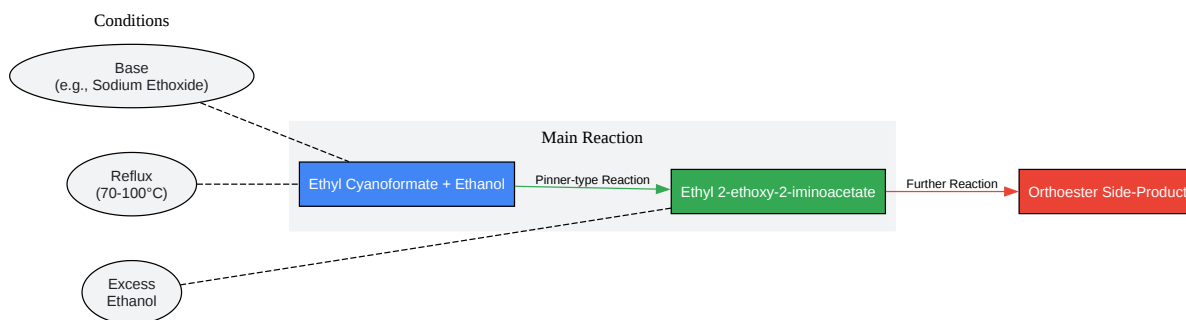 Conditions
Base
(e.g., Sodium Ethoxide)
Main Reaction
Reflux
(70-100°C)
Ethyl Cyanoformate + Ethanol
Pinner-type Reaction
Ethyl 2-ethoxy-2-iminoacetate
Further Reaction
Orthoester Side-Product
Excess
Ethanol